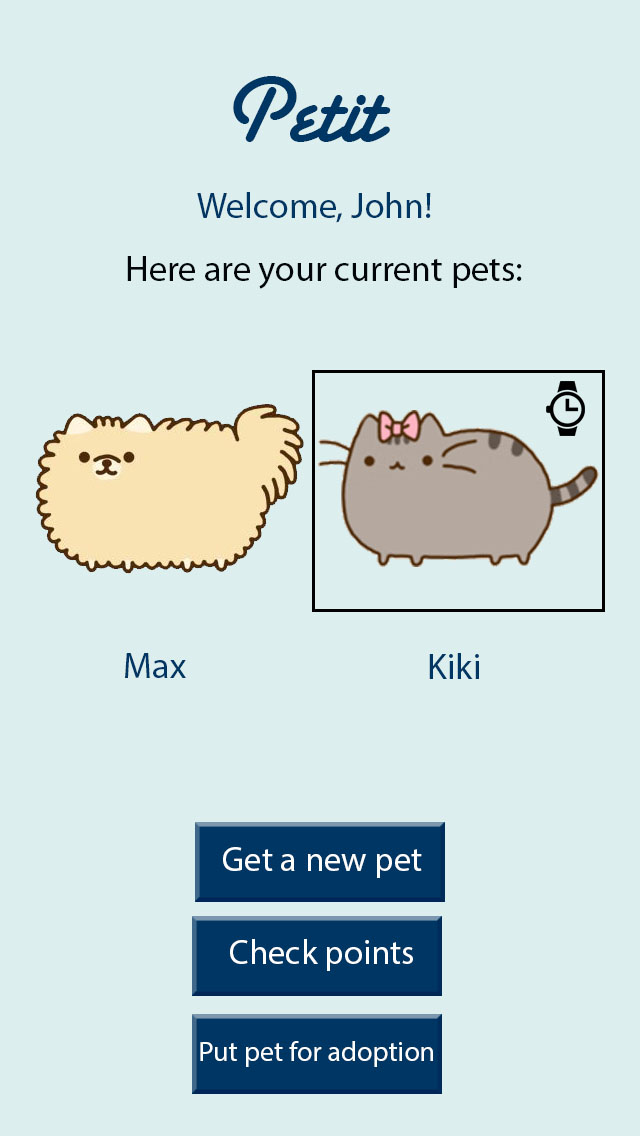 Petit
Welcome, John!
Here are your current pets:
Max
Kiki
Get a new pet
Check points
Put pet for adoption